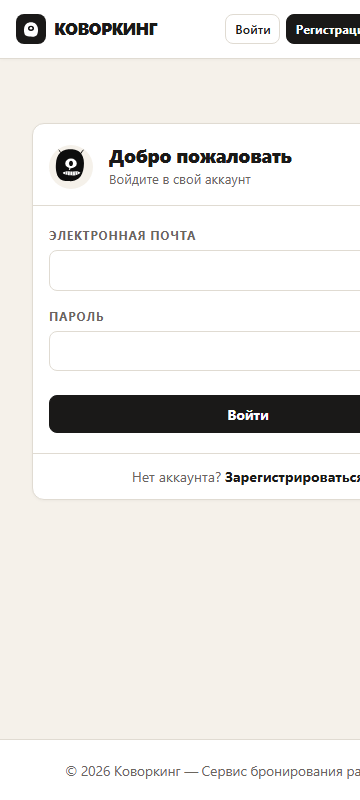 КОВОРКИНГ
Войти
Регистраци
Добро пожаловать
Войдите в свой аккаунт
ЭЛЕКТРОННАЯ ПОЧТА
ПАРОЛЬ
Войти
Нет аккаунта? Зарегистрироваться
© 2026 Коворкинг — Сервис бронирования ра